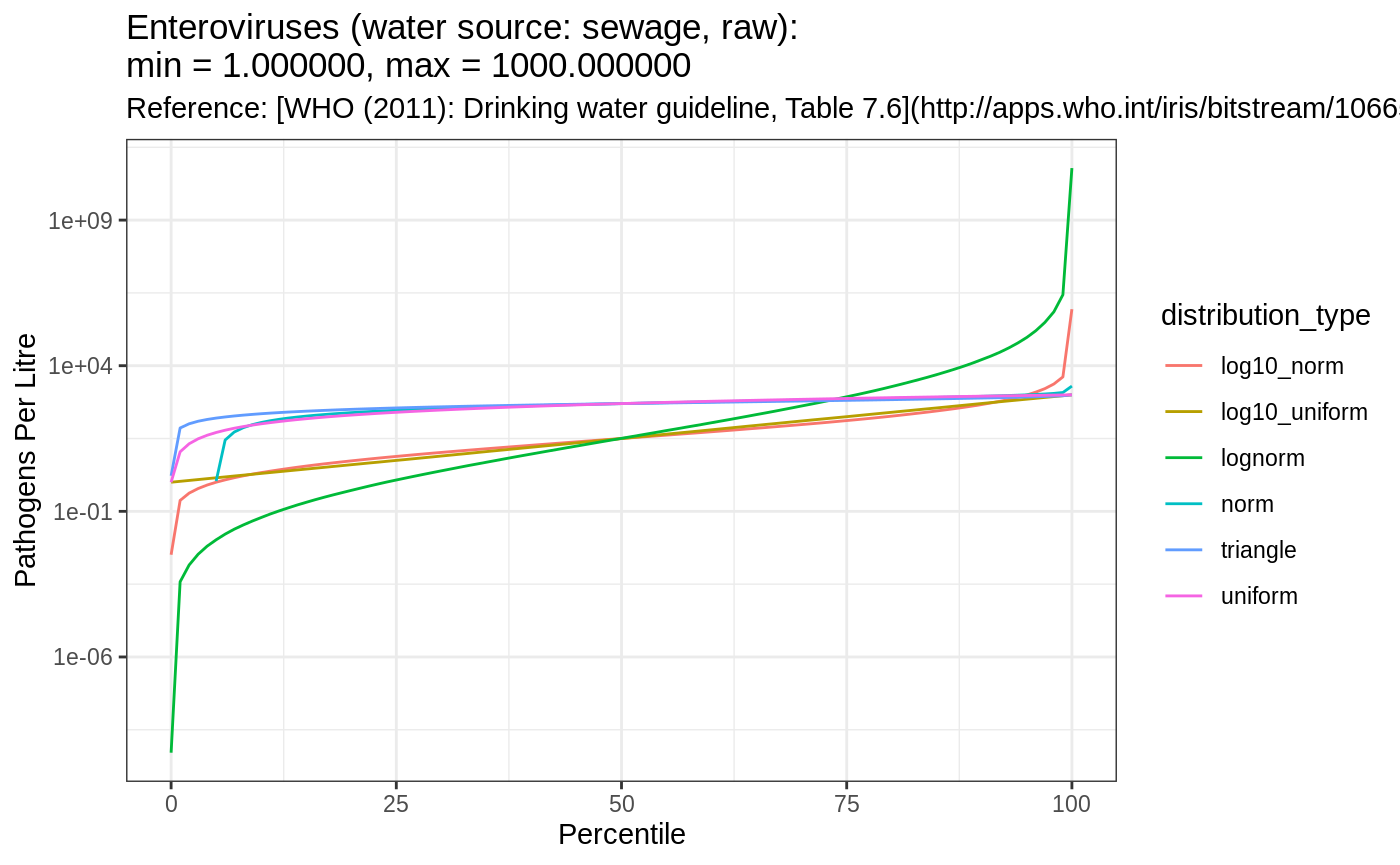 Enteroviruses (water source: sewage, raw):
min = 1.000000, max = 1000.000000
Reference: [WHO (2011): Drinking water guideline, Table 7.6](http://apps.who.int/iris/bitstream/1066
Pathogens Per Litre
1e+09
1e+04
1e-01
1e-06
0 25 50 75 100
Percentile
distribution_type
log10_norm
log10_uniform
lognorm
norm
triangle
uniform